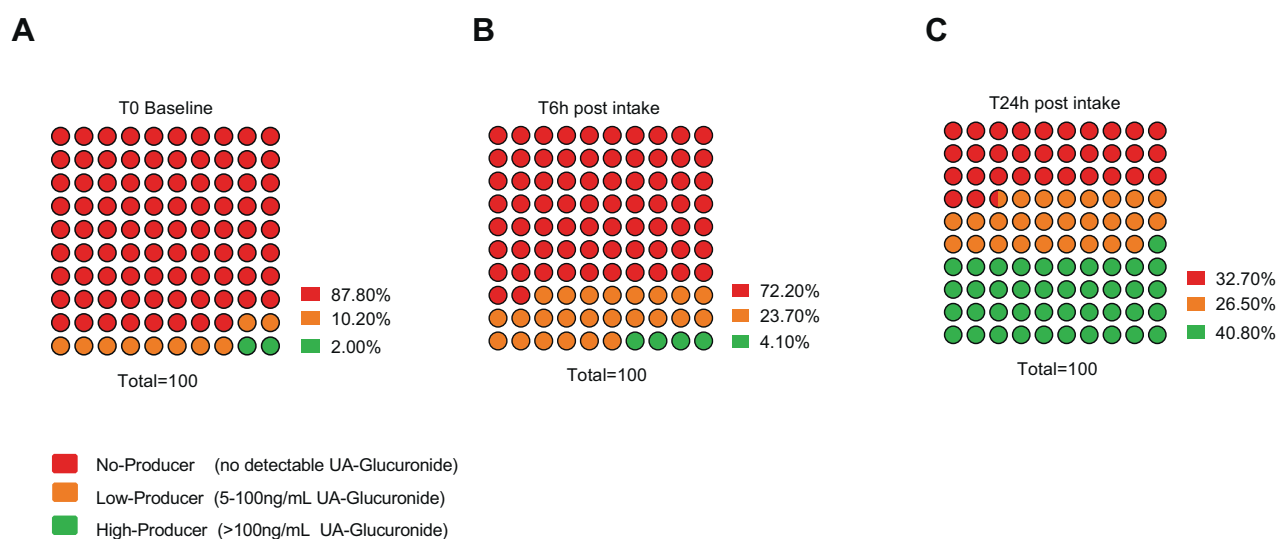 A
B
C
T0 Baseline
T6h post intake
T24h post intake
87.80%
10.20%
2.00%
72.20%
23.70%
4.10%
32.70%
26.50%
40.80%
Total=100
Total=100
Total=100
No-Producer (no detectable UA-Glucuronide)
Low-Producer (5-100ng/mL UA-Glucuronide)
High-Producer (>100ng/mL UA-Glucuronide)